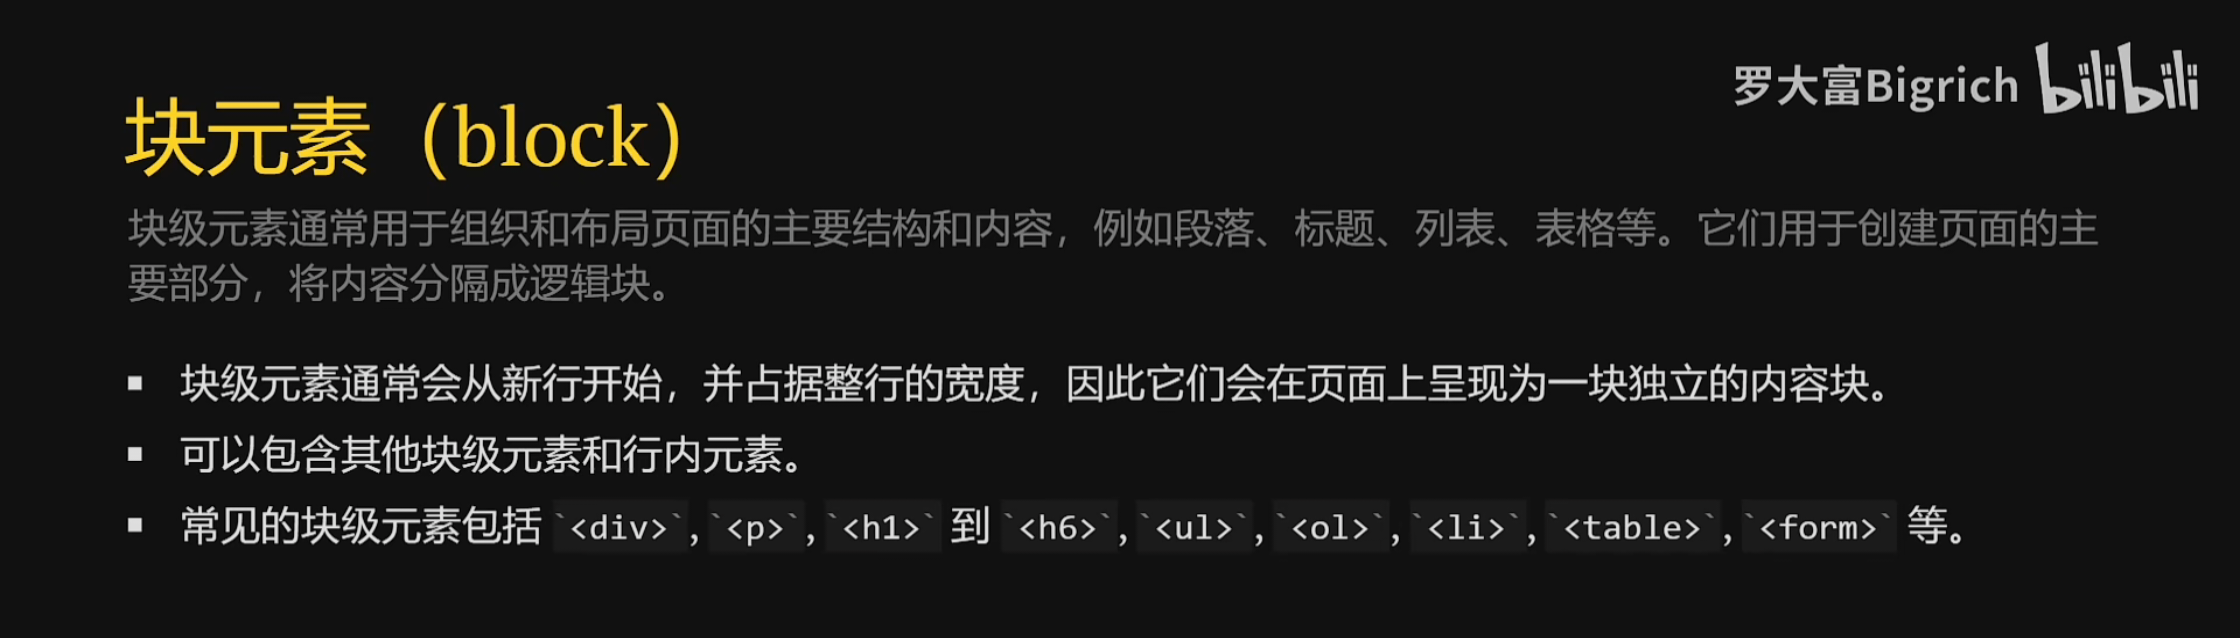 罗大富Bigrich bilibili
块元素（block）
块级元素通常用于组织和布局页面的主要结构和内容，例如段落、标题、列表、表格等。它们用于创建页面的主
要部分，将内容分隔成逻辑块。
▪ 块级元素通常会从新行开始，并占据整行的宽度，因此它们会在页面上呈现为一块独立的内容块。
▪ 可以包含其他块级元素和行内元素。
▪ 常见的块级元素包括 `<div>`, `<p>`, `<h1>` 到 `<h6>`, `<ul>`, `<ol>`, `<li>`, `<table>`, `<form>` 等。